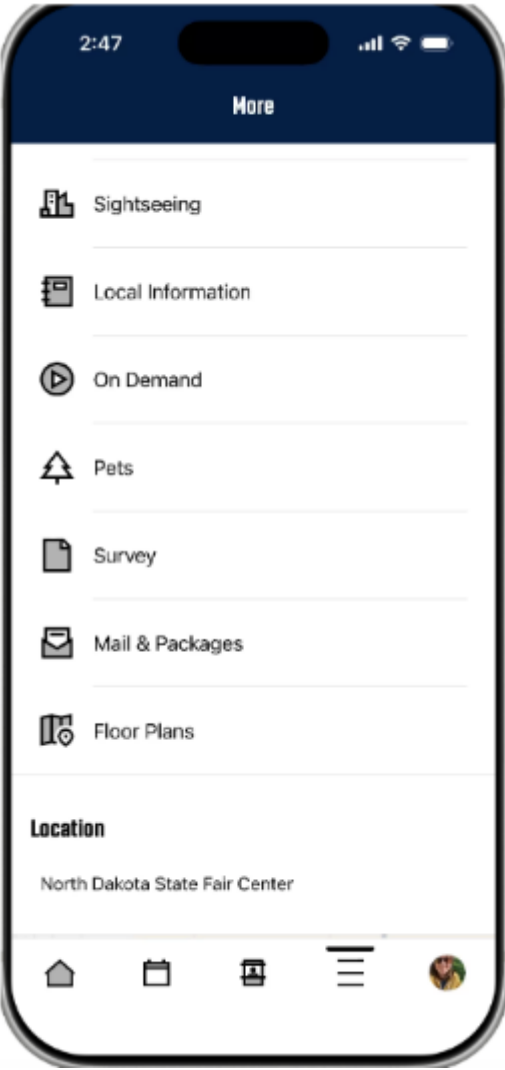 2:47
More
Sightseeing
Local Information
On Demand
Pets
Survey
Mail & Packages
Floor Plans
Location
North Dakota State Fair Center